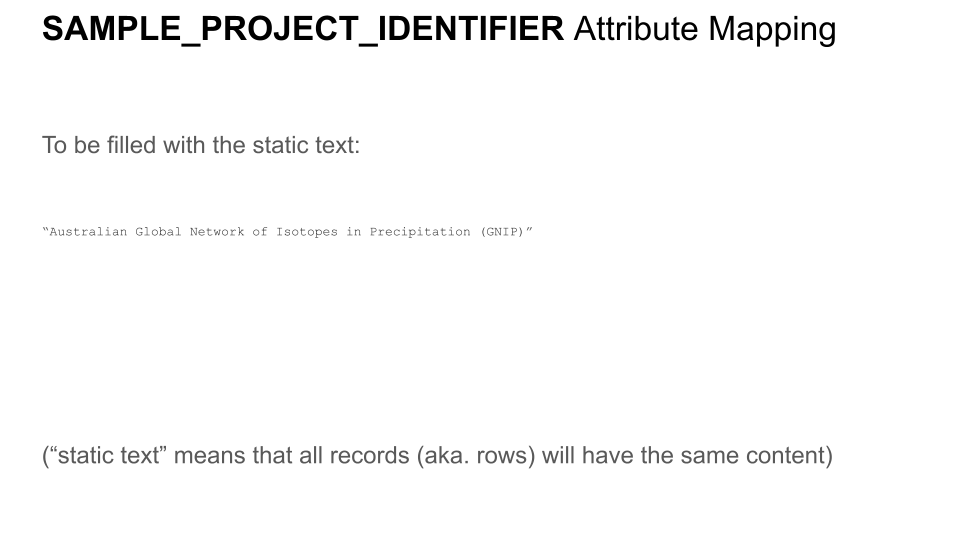 SAMPLE_PROJECT_IDENTIFIER Attribute Mapping
To be filled with the static text:
“Australian Global Network of Isotopes in Precipitation (GNIP)”
(“static text” means that all records (aka. rows) will have the same content)